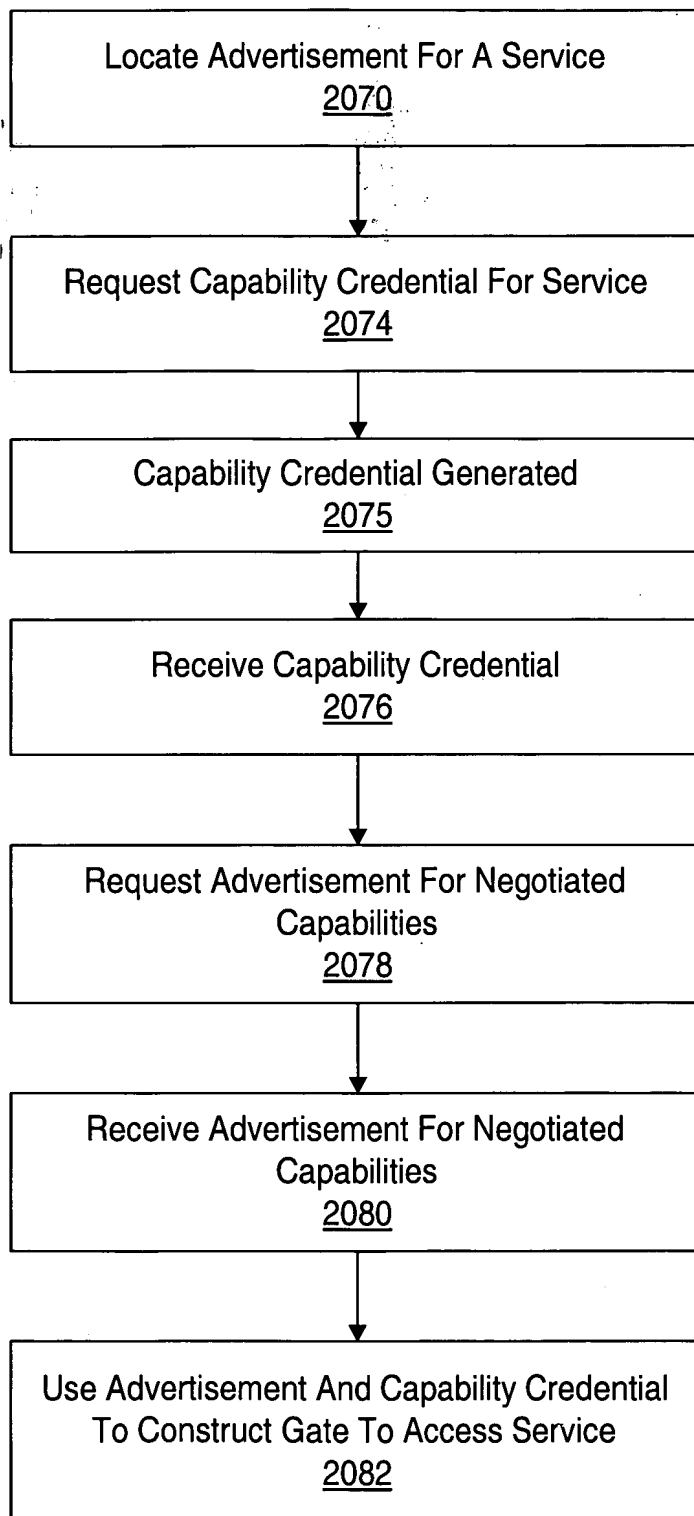 Locate Advertisement For A Service
2070
Request Capability Credential For Service
2074
Capability Credential Generated
2075
Receive Capability Credential
2076
Request Advertisement For Negotiated
Capabilities
2078
Receive Advertisement For Negotiated
Capabilities
2080
Use Advertisement And Capability Credential
To Construct Gate To Access Service
2082